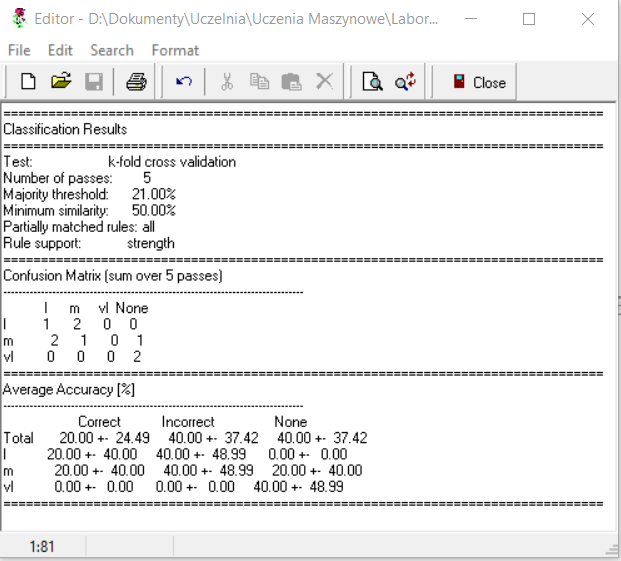 Editor - D:\Dokumenty\Uczelnia\Uczenia Maszynowe\Labor...
File Edit Search Format
Close
================================================================================
Classification Results
================================================================================
Test: k-fold cross validation
Number of passes: 5
Majority threshold: 21.00%
Minimum similarity: 50.00%
Partially matched rules: all
Rule support: strength
================================================================================
Confusion Matrix (sum over 5 passes)
--------------------------------------------------------------------------------
l m vl None
l 1 2 0 0
m 2 1 0 1
vl 0 0 0 2
================================================================================
Average Accuracy [%]
--------------------------------------------------------------------------------
Correct Incorrect None
Total 20.00 +- 24.49 40.00 +- 37.42 40.00 +- 37.42
l 20.00 +- 40.00 40.00 +- 48.99 0.00 +- 0.00
m 20.00 +- 40.00 40.00 +- 48.99 20.00 +- 40.00
vl 0.00 +- 0.00 0.00 +- 0.00 40.00 +- 48.99
================================================================================
1:81